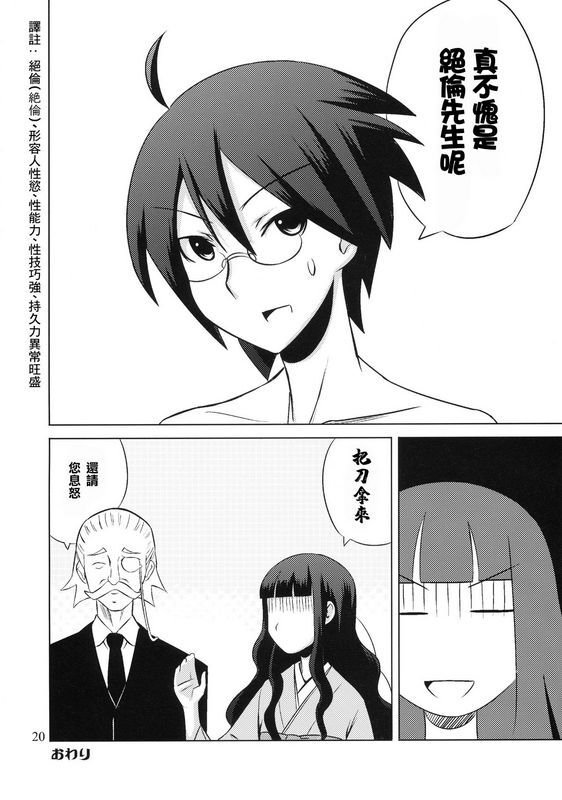 真不愧是
絕倫先生呢
譯註：絕倫(絶倫)、形容人性慾、性能力、性技巧強、持久力異常旺盛
把刀拿來
還請
您息怒
20
おわり